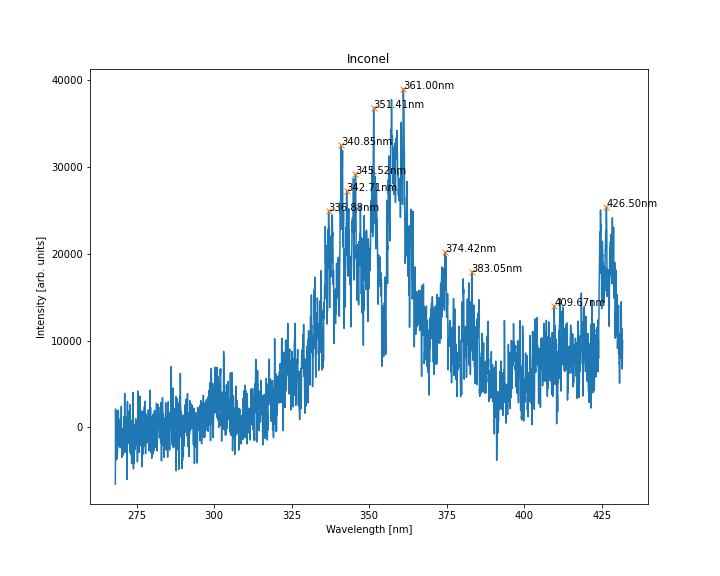 Inconel
40000
361.00nm
351.41nm
340.85nm
30000
345.52nm
342.71nm
336.88nm
426.50nm
20000
374.42nm
383.05nm
409.67nm
10000
0
Intensity [arb. units]
275
300
325
350
375
400
425
Wavelength [nm]